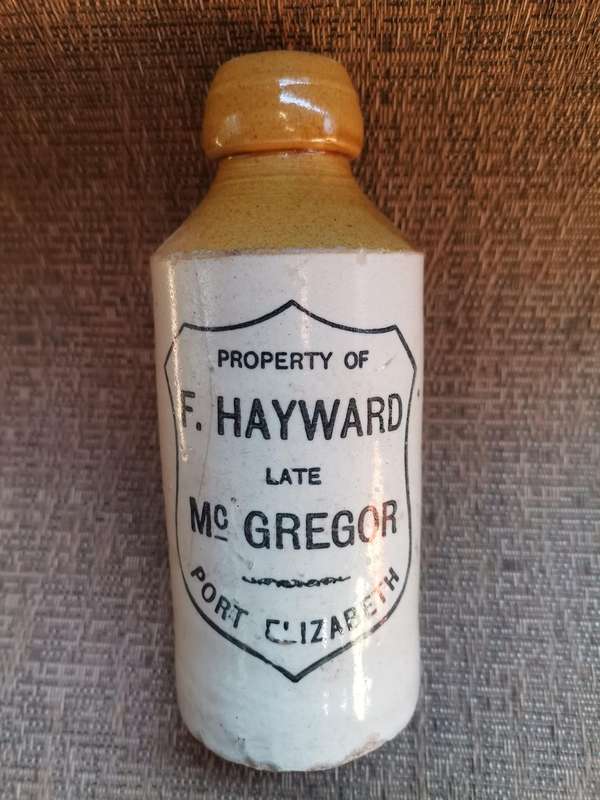 PROPERTY OF
F. HAYWARD
LATE
Mc GREGOR
PORT ELIZABETH